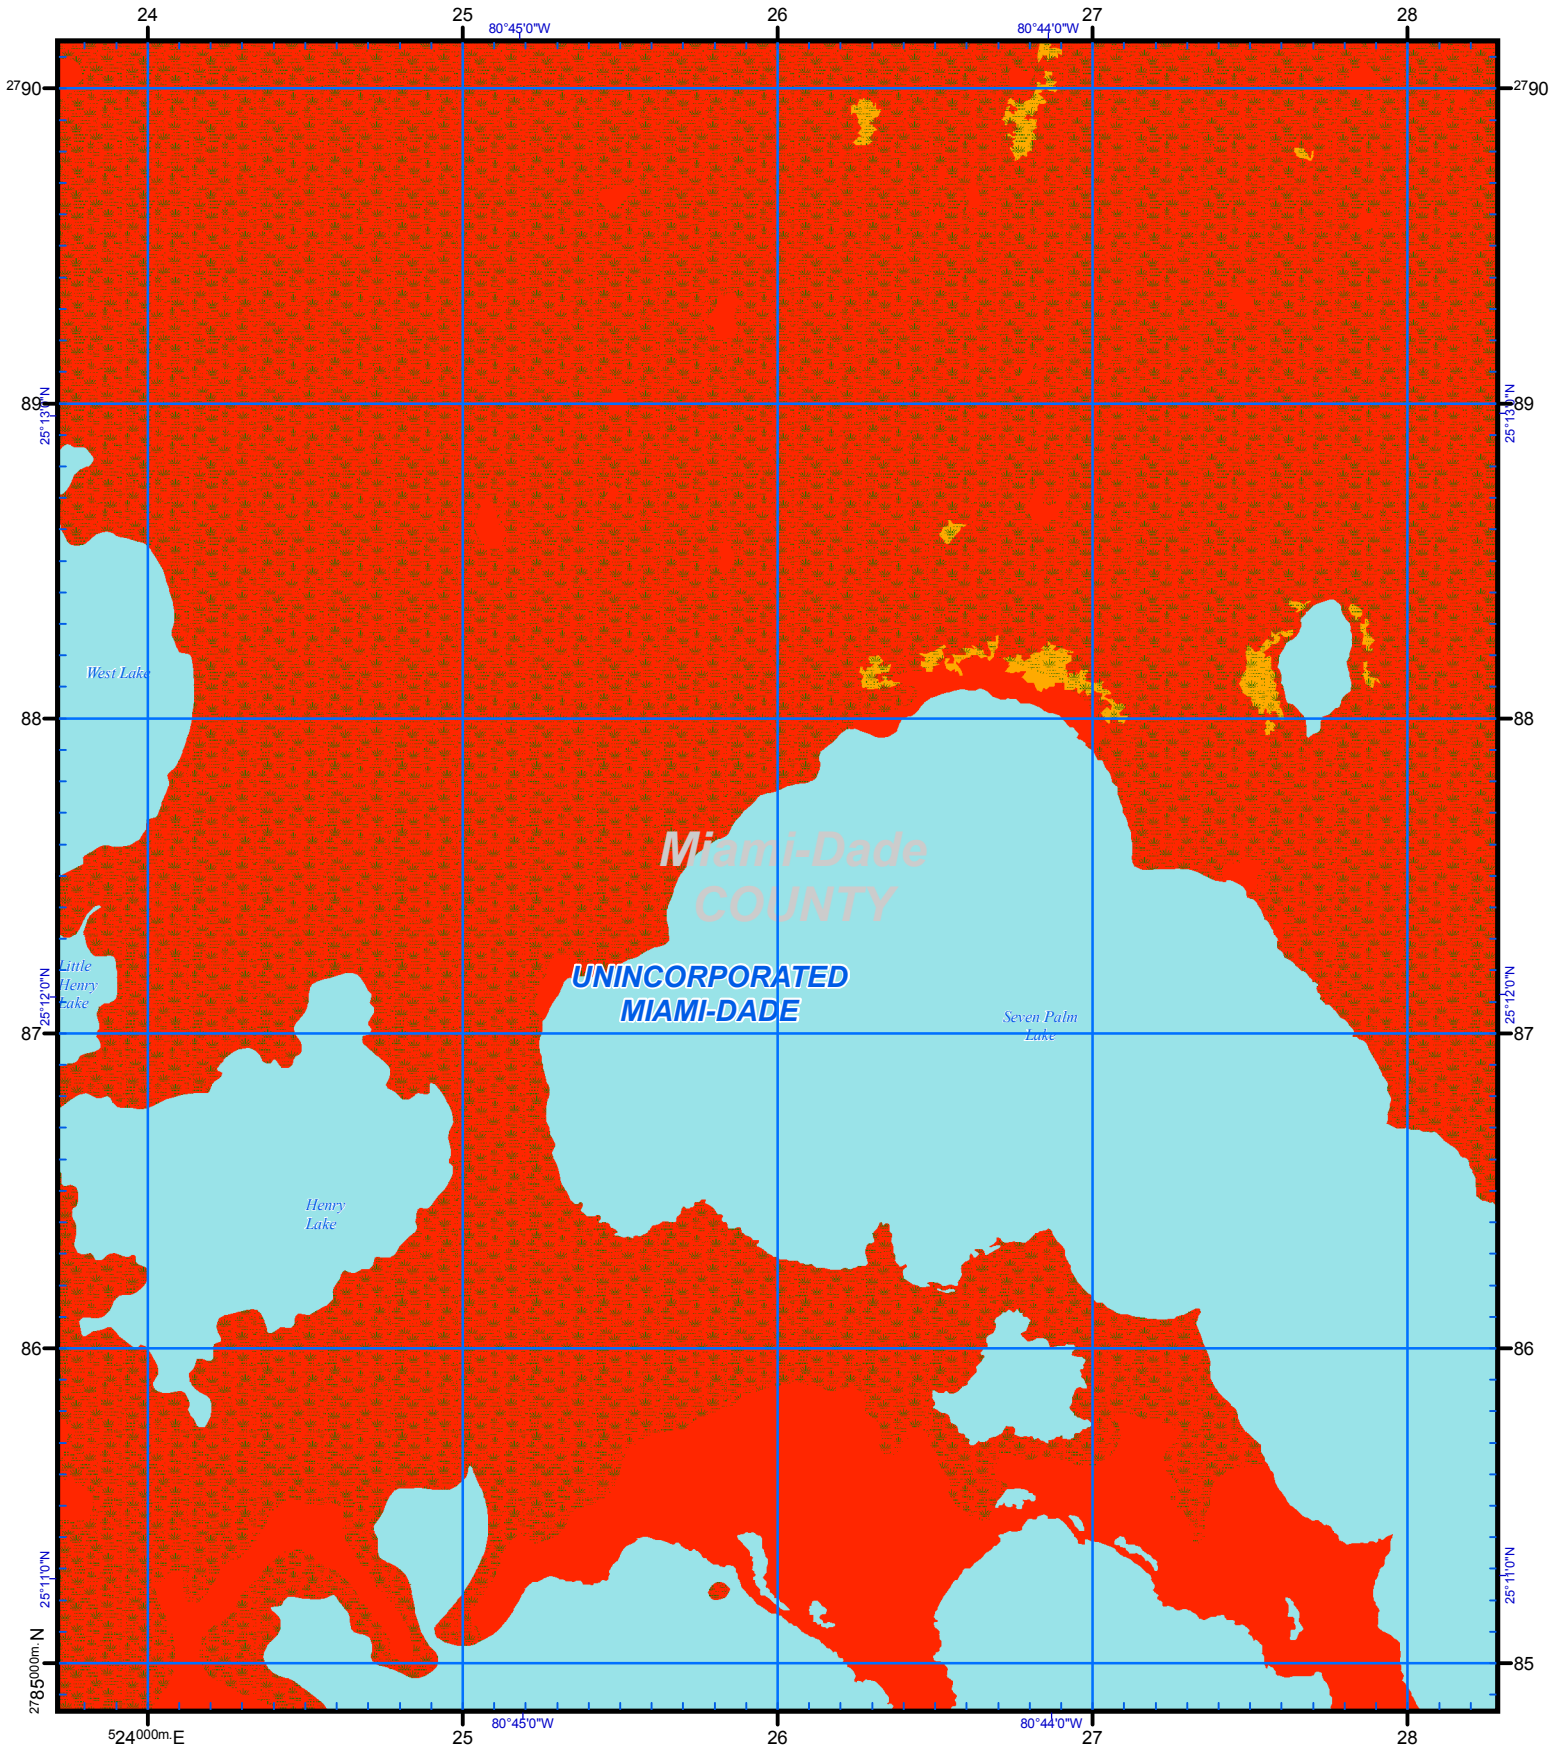 24 25 26 27 28
80°45'0"W 80°44'0"W
2790 2790
89 89
25°13'0"N 25°13'0"N
West Lake
88 88
Miami-Dade
COUNTY
Little
Henry
Lake
UNINCORPORATED
MIAMI-DADE
25°12'0"N 25°12'0"N
Seven Palm
Lake
87 87
Henry
Lake
86 86
25°11'0"N 25°11'0"N
2785000m. N 85
80°45'0"W 80°44'0"W
524000m. E 25 26 27 28